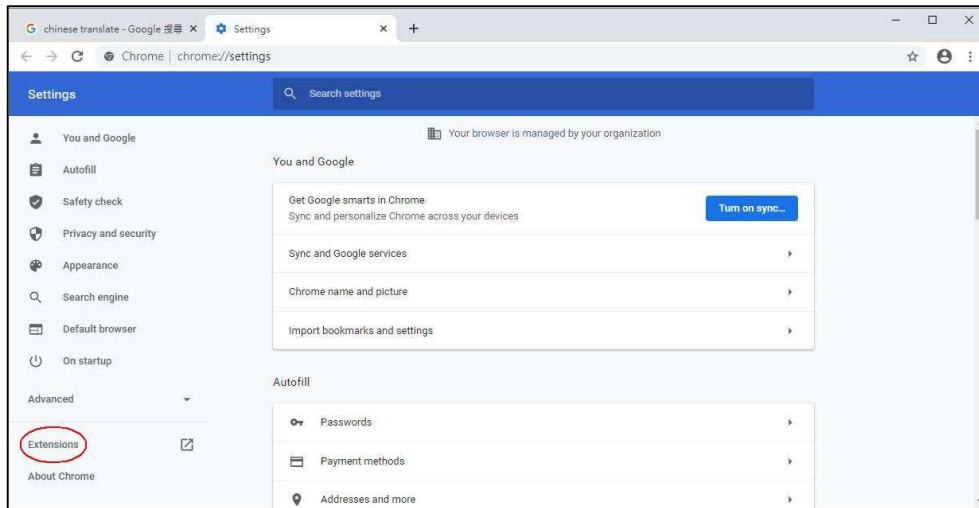 chinese translate - Google 搜尋
Settings
Chrome | chrome://settings
Settings
Search settings
You and Google
Autofill
Safety check
Privacy and security
Appearance
Search engine
Default browser
On startup
Advanced
Extensions
About Chrome
Your browser is managed by your organization
You and Google
Get Google smarts in Chrome
Sync and personalize Chrome across your devices
Turn on sync...
Sync and Google services
Chrome name and picture
Import bookmarks and settings
Autofill
Passwords
Payment methods
Addresses and more